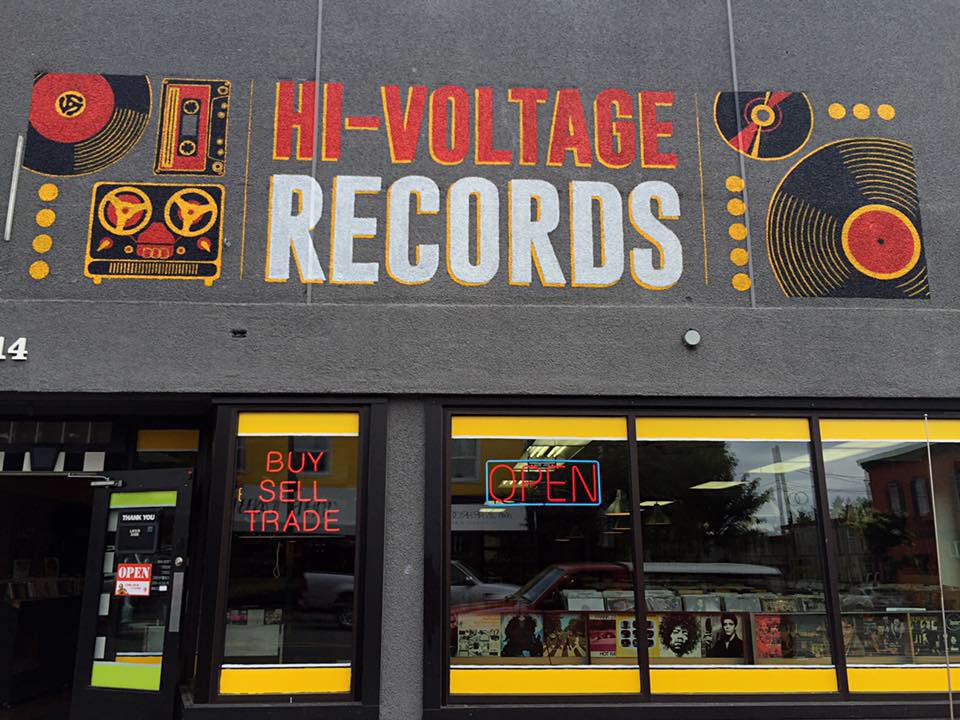 HI-VOLTAGE
RECORDS
14
BUY
SELL
TRADE
OPEN
THANK YOU
OPEN